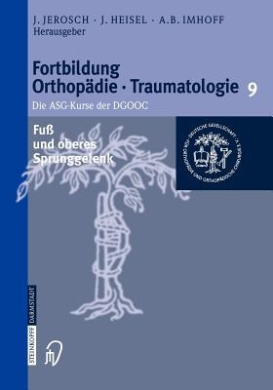 J. JEROSCH · J. HEISEL · A.B. IMHOFF
Herausgeber
Fortbildung
Orthopädie · Traumatologie 9
Die ASG-Kurse der DGOOC
Fuß
und oberes
Sprunggelenk
STEINKOPFF
DARMSTADT